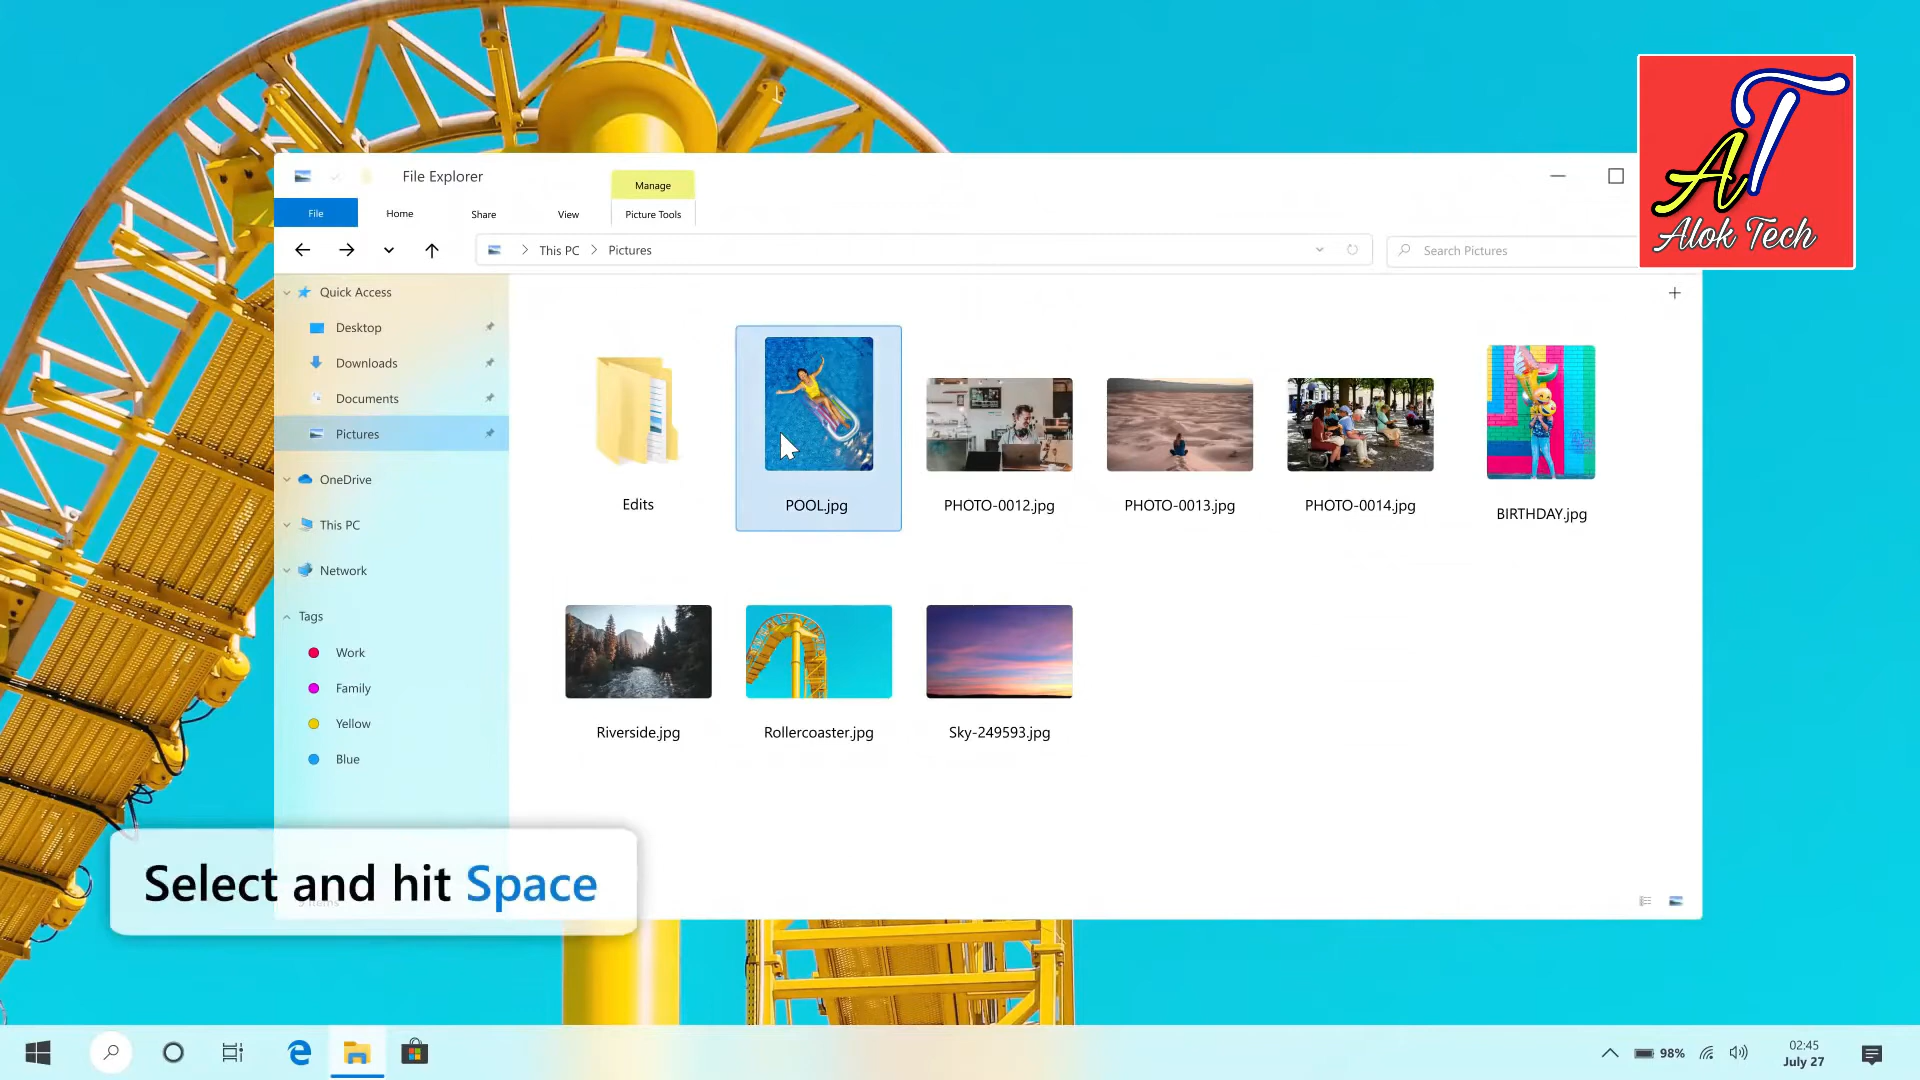 File Explorer
Manage
File
Home
Share
View
Picture Tools
This PC
Pictures
Search Pictures
Alok Tech
Quick Access
Desktop
Downloads
Documents
Pictures
OneDrive
This PC
Network
Tags
Work
Family
Yellow
Blue
Edits
POOL.jpg
PHOTO-0012.jpg
PHOTO-0013.jpg
PHOTO-0014.jpg
BIRTHDAY.jpg
Riverside.jpg
Rollercoaster.jpg
Sky-249593.jpg
Select and hit Space
98%
02:45
July 27